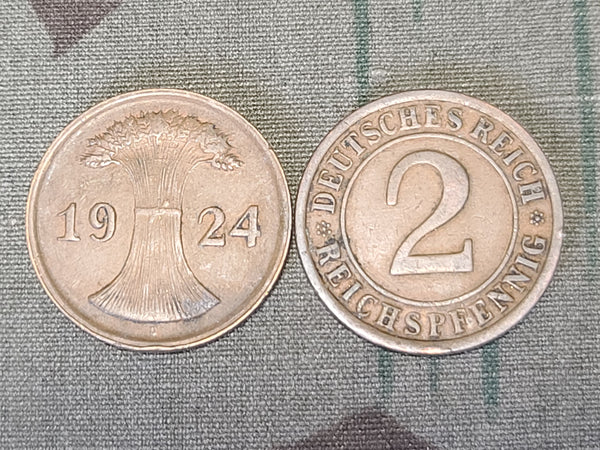 19 24
DEUTSCHES REICH
2
REICHSPFENNIG